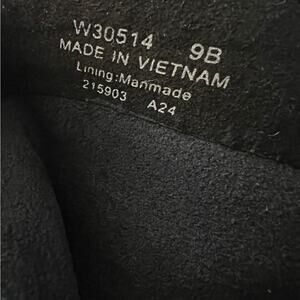 W30514 9B
MADE IN VIETNAM
Lining:Manmade
215903 A24